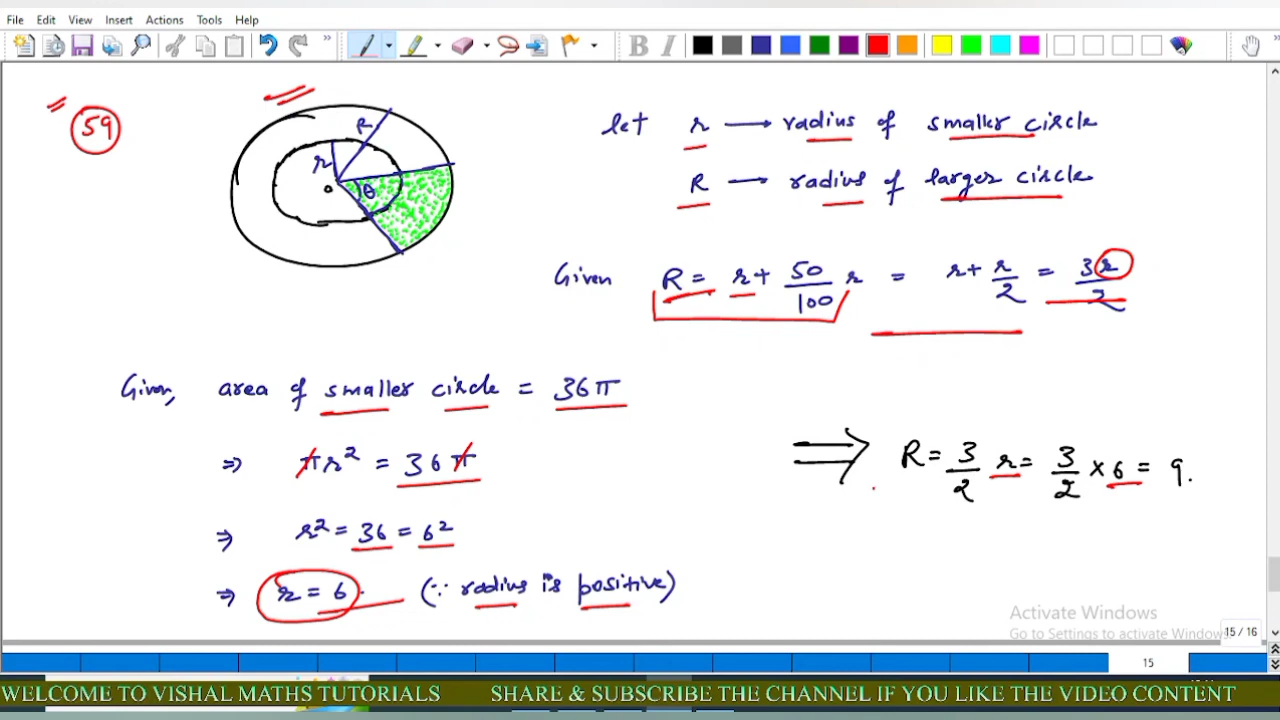 File Edit View Insert Actions Tools Help
59
R
r
θ
let r → radius of smaller circle
R → radius of larger circle
Given R = r + 50/100 r = r + r/2 = 3r/2
Given, area of smaller circle = 36π
⇒ πr² = 36π
⇒ R = 3/2 r = 3/2 × 6 = 9.
⇒ r² = 36 = 6²
⇒ r = 6. (∵ radius is positive)
Activate Windows
Go to Settings to activate Windows.
15 / 16
15
WELCOME TO VISHAL MATHS TUTORIALS SHARE & SUBSCRIBE THE CHANNEL IF YOU LIKE THE VIDEO CONTENT